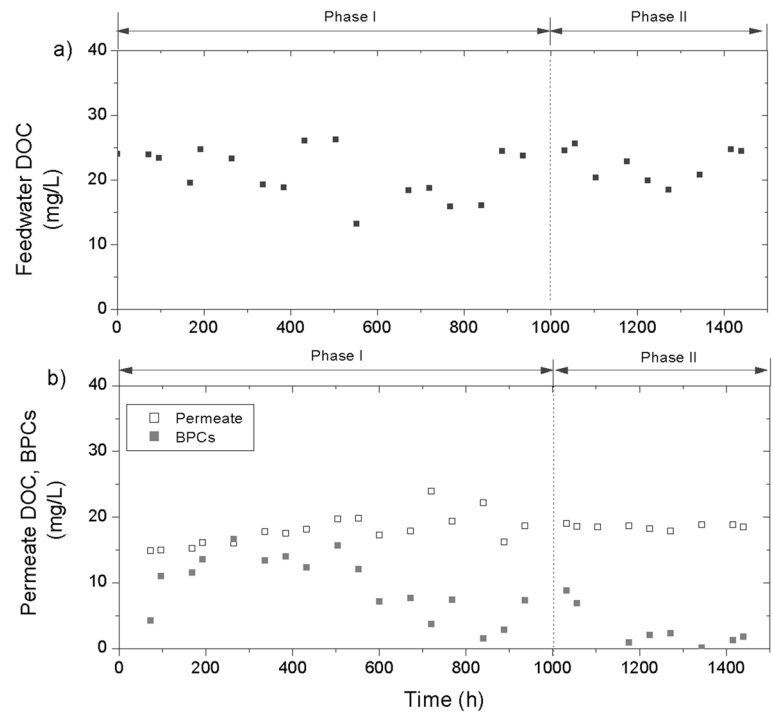 Phase I Phase II
a)
40
30
20
10
0
Feedwater DOC
(mg/L)
0 200 400 600 800 1000 1200 1400
Phase I Phase II
b)
40
30
20
10
0
Permeate DOC, BPCs
(mg/L)
Permeate
BPCs
0 200 400 600 800 1000 1200 1400
Time (h)